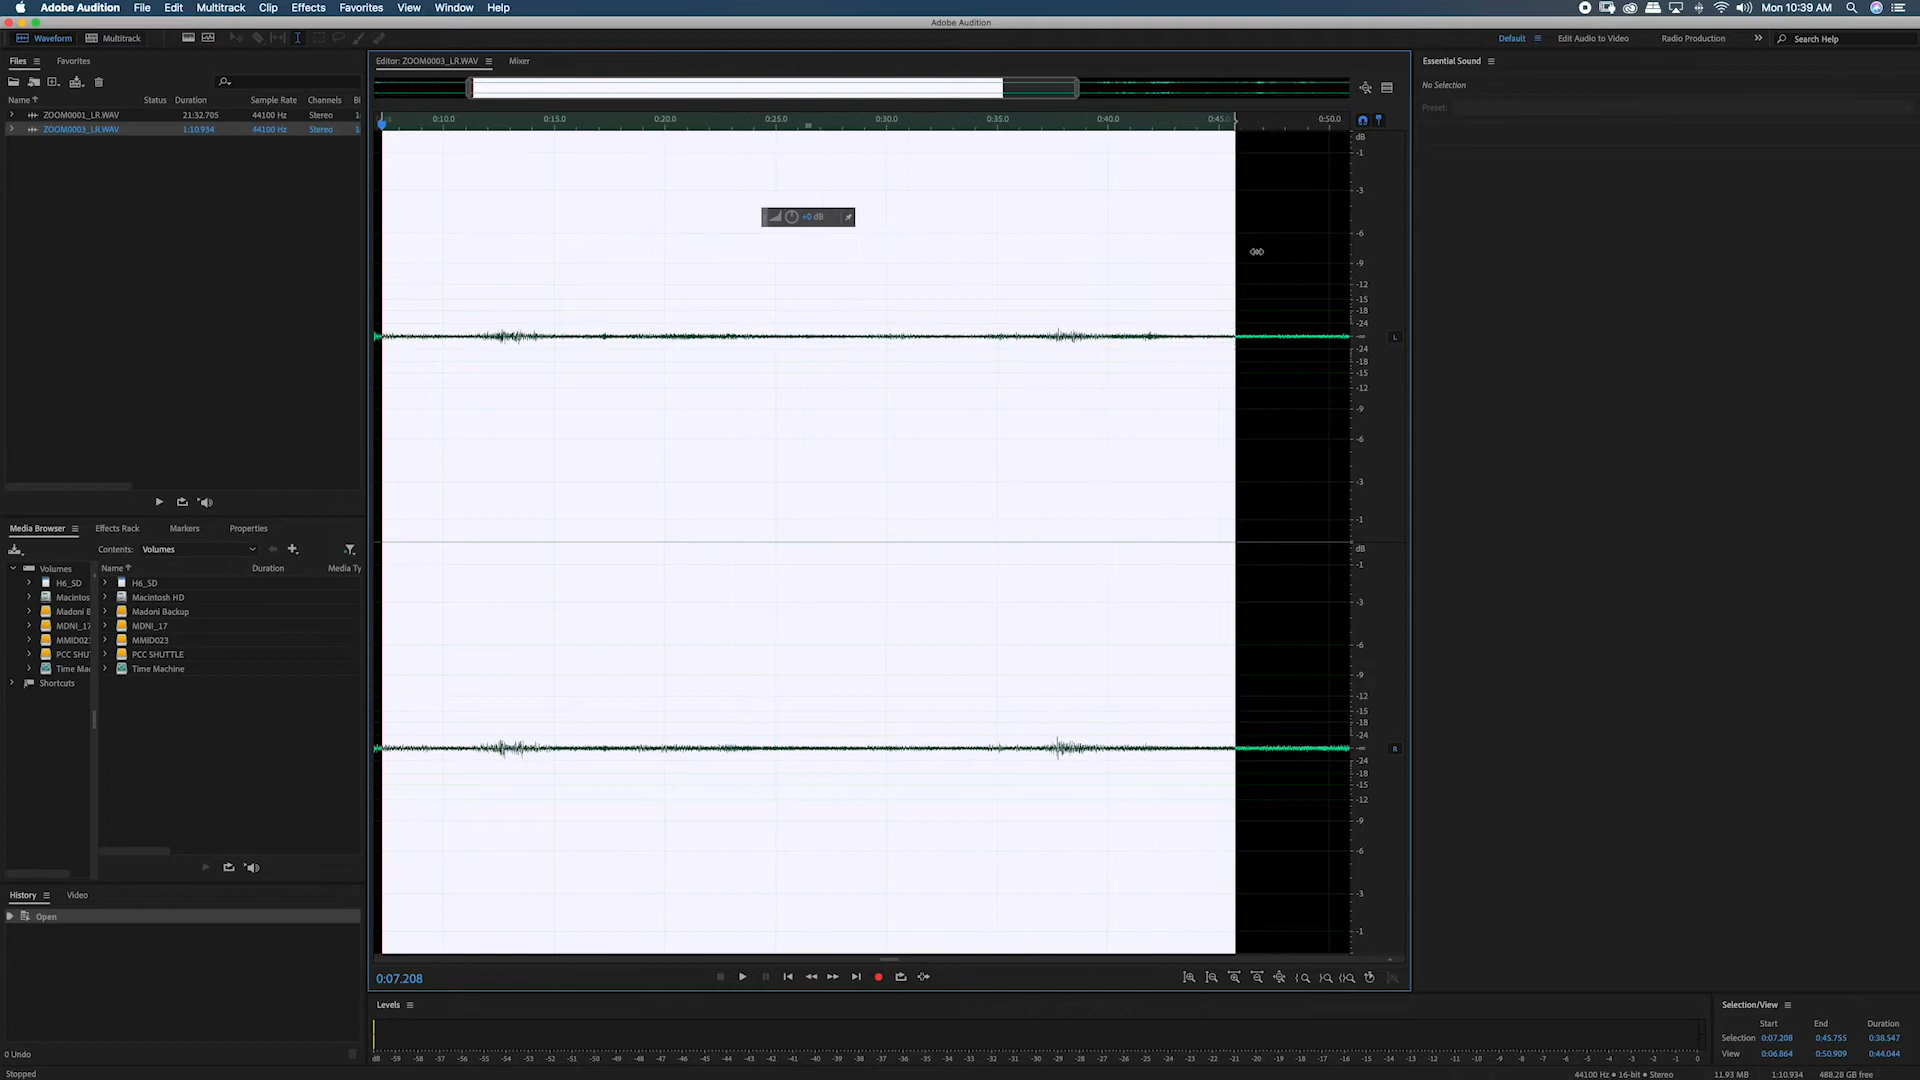 Adobe Audition File Edit Multitrack Clip Effects Favorites View Window Help Mon 10:39 AM
Adobe Audition
Waveform Multitrack Default Edit Audio to Video Radio Production Search Help
Files Favorites
Name Status Duration Sample Rate Channels Bi
ZOOM0001_LR.WAV 21:32.705 44100 Hz Stereo 1
ZOOM0003_LR.WAV 1:10.934 44100 Hz Stereo 1
Editor: ZOOM0003_LR.WAV Mixer
0:10.0 0:15.0 0:20.0 0:25.0 0:30.0 0:35.0 0:40.0 0:45.0 0:50.0
+0 dB
dB
-1
-3
-6
-9
-12
-15
-18
-24
-∞
-24
-18
-15
-12
-9
-6
-3
-1
L
dB
-1
-3
-6
-9
-12
-15
-18
-24
-∞
-24
-18
-15
-12
-9
-6
-3
-1
R
Essential Sound
No Selection
Preset:
Media Browser Effects Rack Markers Properties
Contents: Volumes
Volumes
H6_SD
Macintos
Madoni B
MDNI_17
MMID023
PCC SHUT
Time Mac
Shortcuts
Name Duration Media Ty
H6_SD
Macintosh HD
Madoni Backup
MDNI_17
MMID023
PCC SHUTTLE
Time Machine
History Video
Open
0 Undo
Stopped
0:07.208
Levels
dB -59 -58 -57 -56 -55 -54 -53 -52 -51 -50 -49 -48 -47 -46 -45 -44 -43 -42 -41 -40 -39 -38 -37 -36 -35 -34 -33 -32 -31 -30 -29 -28 -27 -26 -25 -24 -23 -22 -21 -20 -19 -18 -17 -16 -15 -14 -13 -12 -11 -10 -9 -8 -7 -6 -5 -4 -3 -2 -1 0
Selection/View
Start End Duration
Selection 0:07.208 0:45.755 0:38.547
View 0:06.864 0:50.909 0:44.044
44100 Hz • 16-bit • Stereo 11.93 MB 1:10.934 488.28 GB free